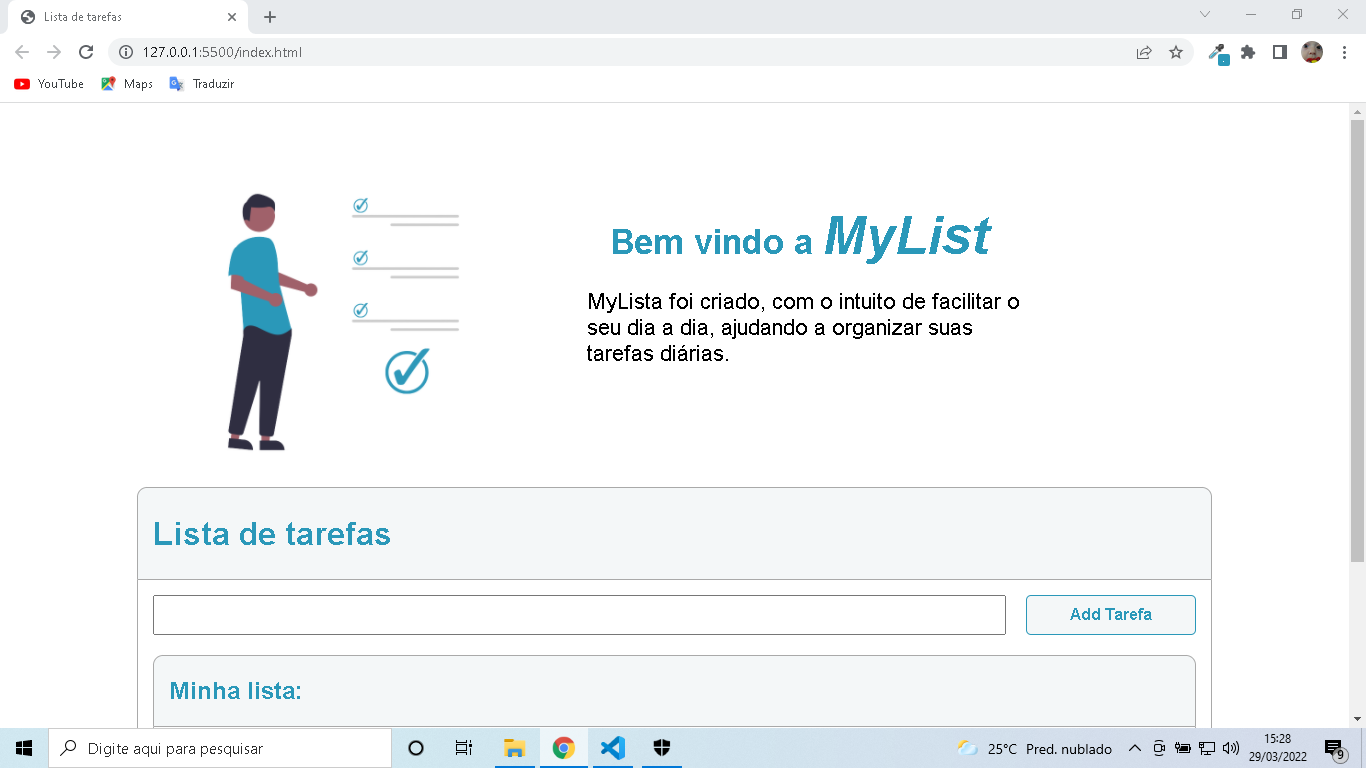 Lista de tarefas
127.0.0.1:5500/index.html
YouTube Maps Traduzir
Bem vindo a MyList
MyLista foi criado, com o intuito de facilitar o
seu dia a dia, ajudando a organizar suas
tarefas diárias.
Lista de tarefas
Add Tarefa
Minha lista:
Digite aqui para pesquisar
25°C Pred. nublado
15:28
29/03/2022
9